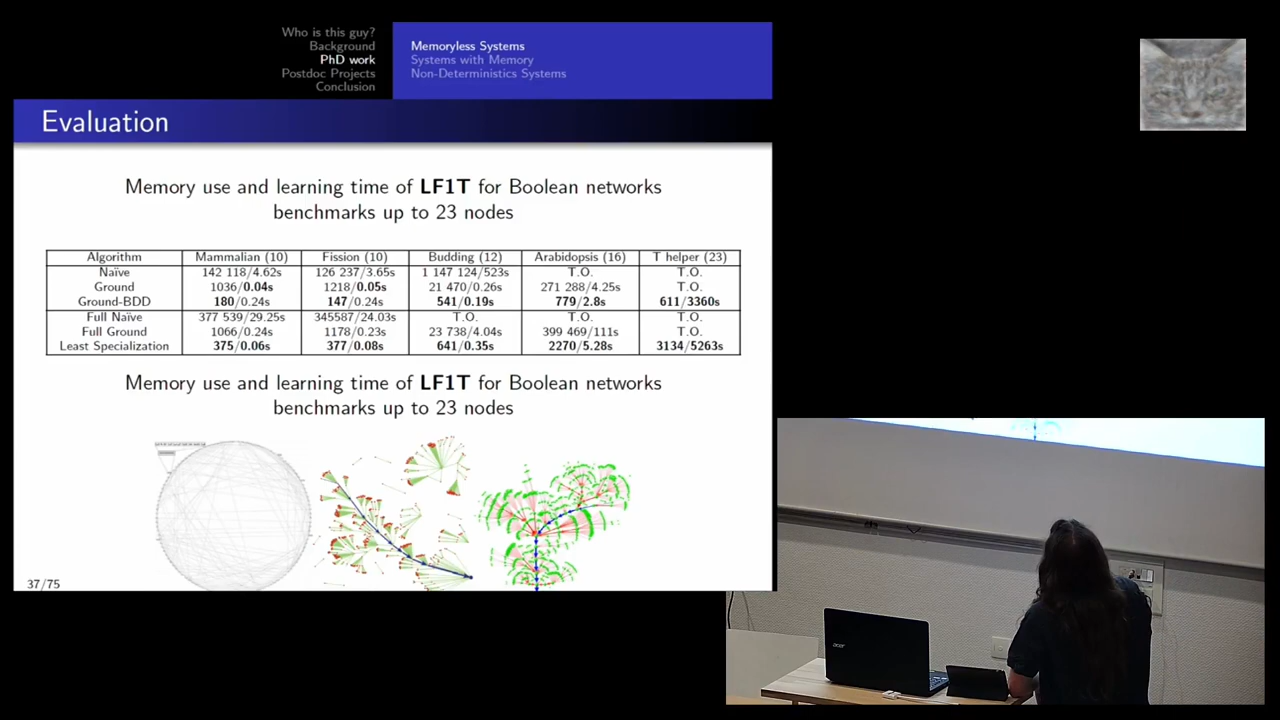 Who is this guy?
Background
PhD work
Postdoc Projects
Conclusion
Memoryless Systems
Systems with Memory
Non-Deterministics Systems
Evaluation
Memory use and learning time of LF1T for Boolean networks
benchmarks up to 23 nodes
Algorithm Mammalian (10) Fission (10) Budding (12) Arabidopsis (16) T helper (23)
Naïve 142 118/4.62s 126 237/3.65s 1 147 124/523s T.O. T.O.
Ground 1036/0.04s 1218/0.05s 21 470/0.26s 271 288/4.25s T.O.
Ground-BDD 180/0.24s 147/0.24s 541/0.19s 779/2.8s 611/3360s
Full Naïve 377 539/29.25s 345587/24.03s T.O. T.O. T.O.
Full Ground 1066/0.24s 1178/0.23s 23 738/4.04s 399 469/111s T.O.
Least Specialization 375/0.06s 377/0.08s 641/0.35s 2270/5.28s 3134/5263s
Memory use and learning time of LF1T for Boolean networks
benchmarks up to 23 nodes
37/75
acer